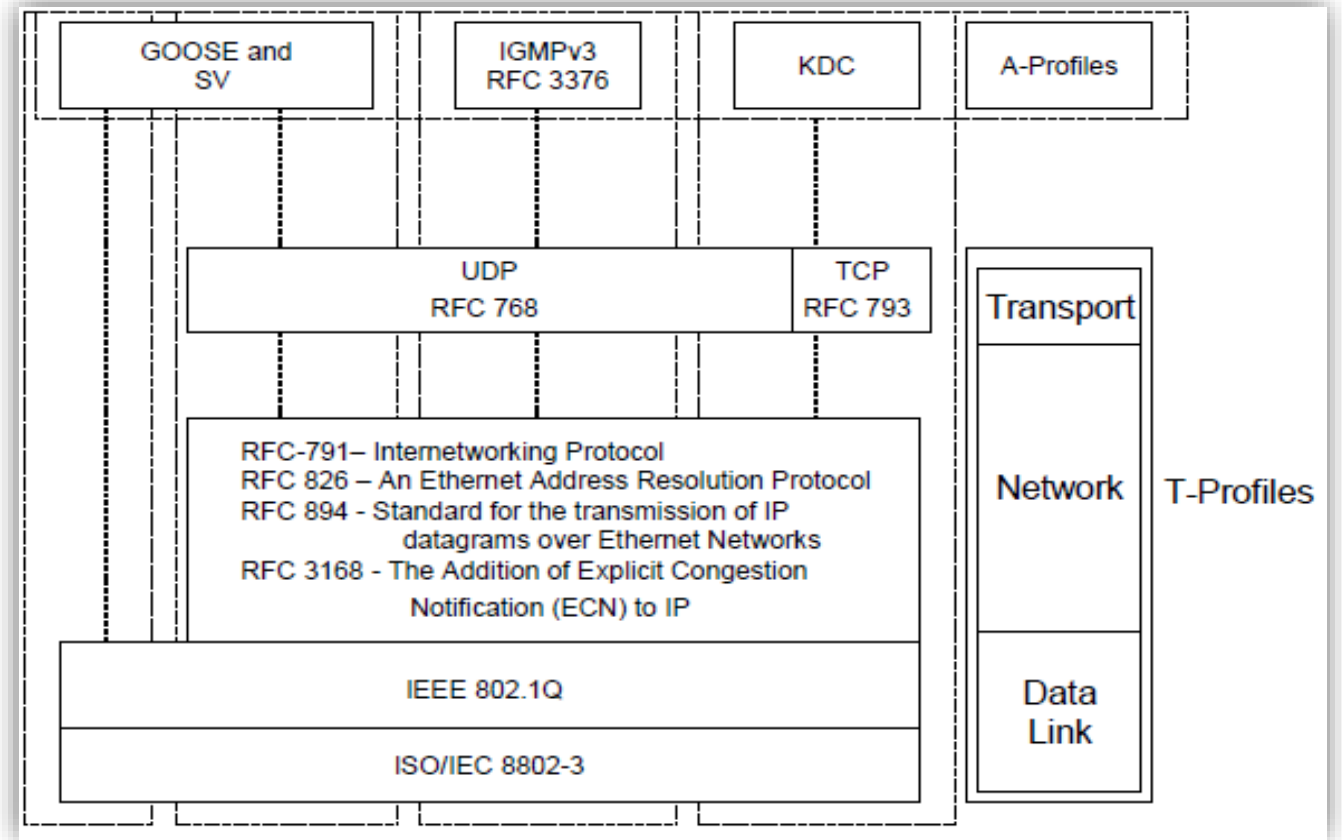 GOOSE and
SV
IGMPv3
RFC 3376
KDC
A-Profiles
UDP
RFC 768
TCP
RFC 793
Transport
Network
Data
Link
T-Profiles
RFC-791– Internetworking Protocol
RFC 826 – An Ethernet Address Resolution Protocol
RFC 894 - Standard for the transmission of IP
datagrams over Ethernet Networks
RFC 3168 - The Addition of Explicit Congestion
Notification (ECN) to IP
IEEE 802.1Q
ISO/IEC 8802-3